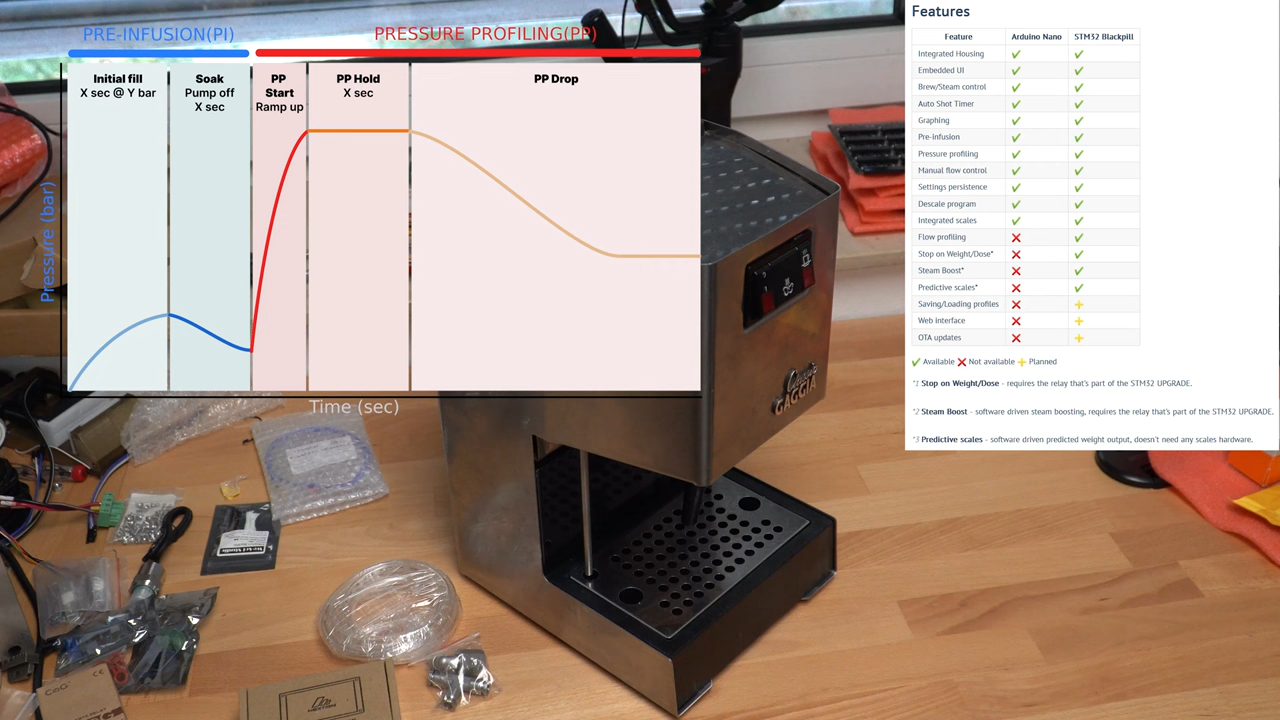 PRE-INFUSION(PI)
PRESSURE PROFILING(PP)
Initial fill
X sec @ Y bar
Soak
Pump off
X sec
PP
Start
Ramp up
PP Hold
X sec
PP Drop
Pressure (bar)
Time (sec)
Features
Feature Arduino Nano STM32 Blackpill
Integrated Housing ✔ ✔
Embedded UI ✔ ✔
Brew/Steam control ✔ ✔
Auto Shot Timer ✔ ✔
Graphing ✔ ✔
Pre-infusion ✔ ✔
Pressure profiling ✔ ✔
Manual flow control ✔ ✔
Settings persistence ✔ ✔
Descale program ✔ ✔
Integrated scales ✔ ✔
Flow profiling ❌ ✔
Stop on Weight/Dose* ❌ ✔
Steam Boost* ❌ ✔
Predictive scales* ❌ ✔
Saving/Loading profiles ❌ ➕
Web interface ❌ ➕
OTA updates ❌ ➕
✔ Available ❌ Not available ➕ Planned
*1 Stop on Weight/Dose - requires the relay that's part of the STM32 UPGRADE.
*2 Steam Boost - software driven steam boosting, requires the relay that's part of the STM32 UPGRADE.
*3 Predictive scales - software driven predicted weight output, doesn't need any scales hardware.
Classic
GAGGIA
NEXTION